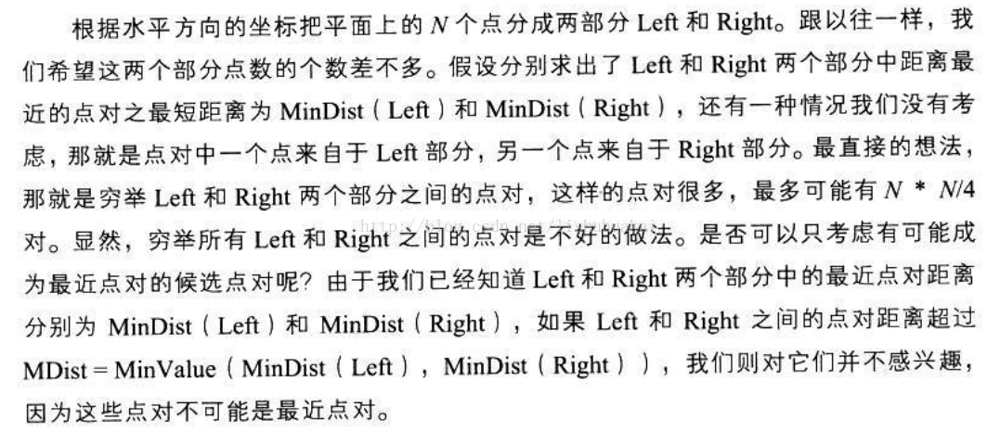 根据水平方向的坐标把平面上的 N 个点分成两部分 Left 和 Right。跟以往一样，我
们希望这两个部分点数的个数差不多。假设分别求出了 Left 和 Right 两个部分中距离最
近的点对之最短距离为 MinDist（Left）和 MinDist（Right），还有一种情况我们没有考
虑，那就是点对中一个点来自于 Left 部分，另一个点来自于 Right 部分。最直接的想法，
那就是穷举 Left 和 Right 两个部分之间的点对，这样的点对很多，最多可能有 N * N/4
对。显然，穷举所有 Left 和 Right 之间的点对是不好的做法。是否可以只考虑有可能成
为最近点对的候选点对呢？由于我们已经知道 Left 和 Right 两个部分中的最近点对距离
分别为 MinDist（Left）和 MinDist（Right），如果 Left 和 Right 之间的点对距离超过
MDist = MinValue（MinDist（Left），MinDist（Right）），我们则对它们并不感兴趣，
因为这些点对不可能是最近点对。